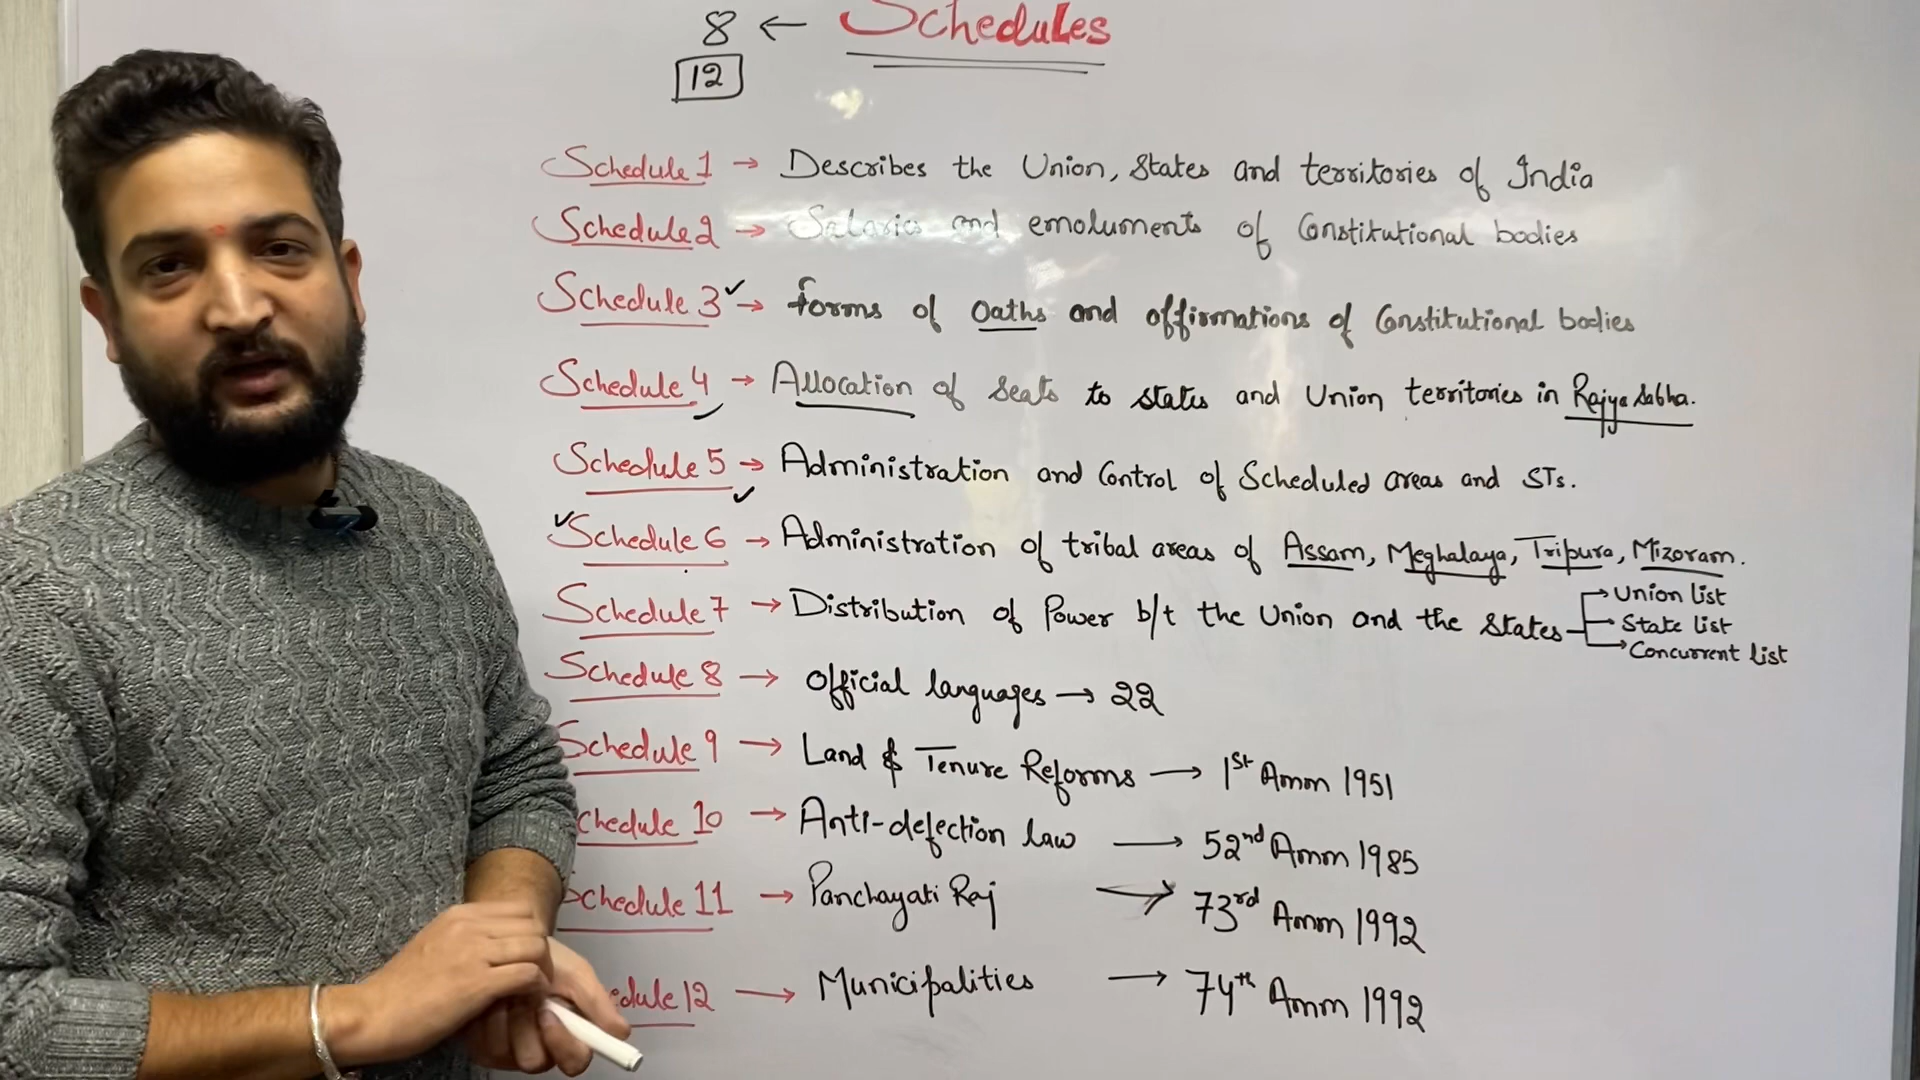 8 ← Schedules
12
Schedule 1 → Describes the Union, States and territories of India
Schedule 2 → Salaries and emoluments of Constitutional bodies
Schedule 3 ✓ → forms of Oaths and affirmations of Constitutional bodies
Schedule 4 → Allocation of Seats to states and Union territories in Rajya Sabha.
Schedule 5 → Administration and Control of Scheduled areas and STs.
✓ Schedule 6 → Administration of tribal areas of Assam, Meghalaya, Tripura, Mizoram.
Schedule 7 → Distribution of Power b/t the Union and the States
→ Union list
→ State list
→ Concurrent list
Schedule 8 → Official languages → 22
Schedule 9 → Land & Tenure Reforms → 1st Amm 1951
chedule 10 → Anti-defection law → 52nd Amm 1985
Schedule 11 → Panchayati Raj → 73rd Amm 1992
edule 12 → Municipalities → 74th Amm 1992